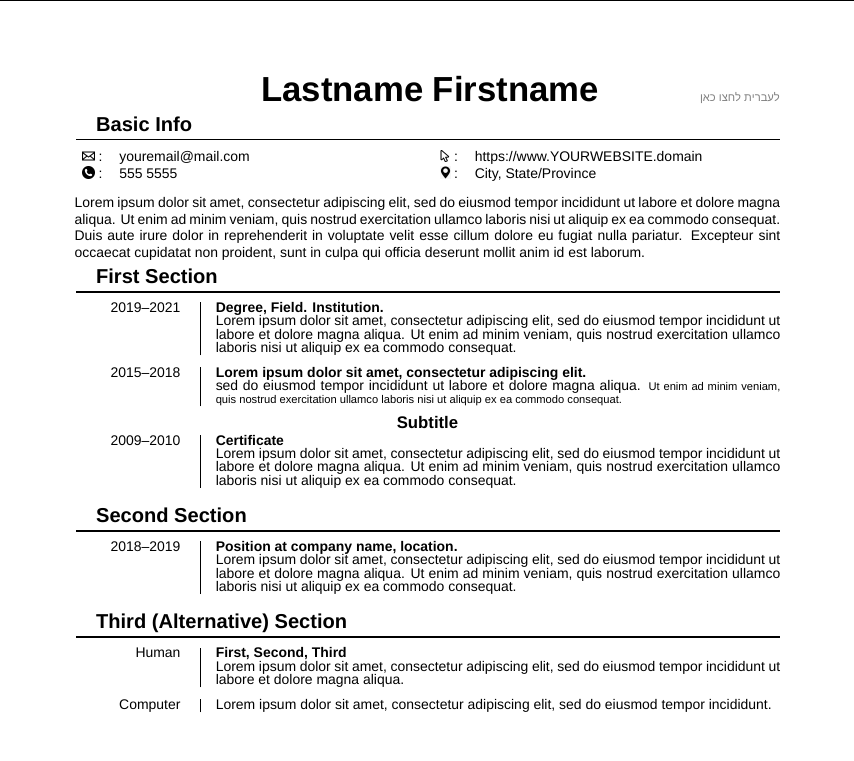 Lastname Firstname
לעברית לחצו כאן
Basic Info
: youremail@mail.com
: https://www.YOURWEBSITE.domain
: 555 5555
: City, State/Province
Lorem ipsum dolor sit amet, consectetur adipiscing elit, sed do eiusmod tempor incididunt ut labore et dolore magna
aliqua. Ut enim ad minim veniam, quis nostrud exercitation ullamco laboris nisi ut aliquip ex ea commodo consequat.
Duis aute irure dolor in reprehenderit in voluptate velit esse cillum dolore eu fugiat nulla pariatur. Excepteur sint
occaecat cupidatat non proident, sunt in culpa qui officia deserunt mollit anim id est laborum.
First Section
2019–2021 Degree, Field. Institution.
Lorem ipsum dolor sit amet, consectetur adipiscing elit, sed do eiusmod tempor incididunt ut
labore et dolore magna aliqua. Ut enim ad minim veniam, quis nostrud exercitation ullamco
laboris nisi ut aliquip ex ea commodo consequat.
2015–2018 Lorem ipsum dolor sit amet, consectetur adipiscing elit.
sed do eiusmod tempor incididunt ut labore et dolore magna aliqua. Ut enim ad minim veniam,
quis nostrud exercitation ullamco laboris nisi ut aliquip ex ea commodo consequat.
Subtitle
2009–2010 Certificate
Lorem ipsum dolor sit amet, consectetur adipiscing elit, sed do eiusmod tempor incididunt ut
labore et dolore magna aliqua. Ut enim ad minim veniam, quis nostrud exercitation ullamco
laboris nisi ut aliquip ex ea commodo consequat.
Second Section
2018–2019 Position at company name, location.
Lorem ipsum dolor sit amet, consectetur adipiscing elit, sed do eiusmod tempor incididunt ut
labore et dolore magna aliqua. Ut enim ad minim veniam, quis nostrud exercitation ullamco
laboris nisi ut aliquip ex ea commodo consequat.
Third (Alternative) Section
Human First, Second, Third
Lorem ipsum dolor sit amet, consectetur adipiscing elit, sed do eiusmod tempor incididunt ut
labore et dolore magna aliqua.
Computer Lorem ipsum dolor sit amet, consectetur adipiscing elit, sed do eiusmod tempor incididunt.